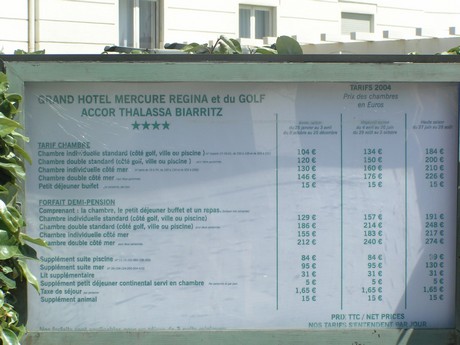 GRAND HOTEL MERCURE REGINA et du GOLF
ACCOR THALASSA BIARRITZ
TARIFS 2004
Prix des chambres
en Euros
TARIF CHAMBRE
Chambre individuelle standard (côté golf, ville ou piscine) 104 € 134 € 184 €
Chambre double standard (côté golf, ville ou piscine) 120 € 150 € 200 €
Chambre individuelle côté mer 130 € 160 € 210 €
Chambre double côté mer 146 € 176 € 226 €
Petit déjeuner buffet 15 € 15 € 15 €
FORFAIT DEMI-PENSION
Comprenant : la chambre, le petit déjeuner buffet et un repas
Chambre individuelle standard (côté golf, ville ou piscine) 129 € 157 € 191 €
Chambre double standard (côté golf, ville ou piscine) 186 € 214 € 248 €
Chambre individuelle côté mer 155 € 183 € 217 €
Chambre double côté mer 212 € 240 € 274 €
Supplément suite piscine 84 € 84 €
Supplément suite mer 95 € 95 € 130 €
Lit supplémentaire 31 € 31 € 31 €
Supplément petit déjeuner continental servi en chambre 5 € 5 € 5 €
Taxe de séjour 1,65 € 1,65 € 1,65 €
Supplément animal 15 € 15 € 15 €
PRIX TTC / NET PRICES
NOS TARIFS S'ENTENDENT PAR JOUR